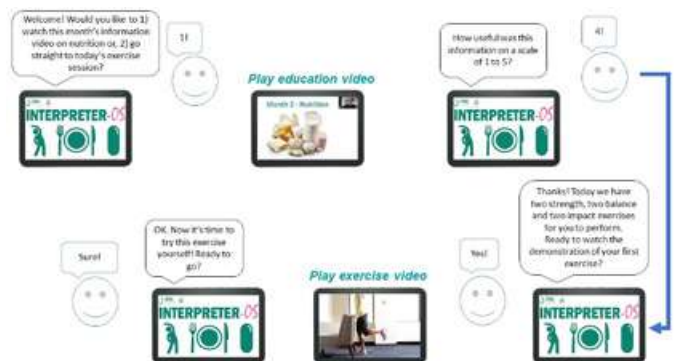 Welcome! Would you like to 1)
watch this month's information
video on nutrition or, 2) go
straight to today's exercise
session?
1!
INTERPRETER-OS
Play education video
Month 2 - Nutrition
How useful was this
information on a scale
of 1 to 5?
4!
INTERPRETER-OS
Thanks! Today we have
two strength, two balance
and two impact exercises
for you to perform.
Ready to watch the
demonstration of your first
exercise?
INTERPRETER-OS
Yes!
Play exercise video
OK. Now it's time to
try this exercise
yourself! Ready to
go?
INTERPRETER-OS
Sure!